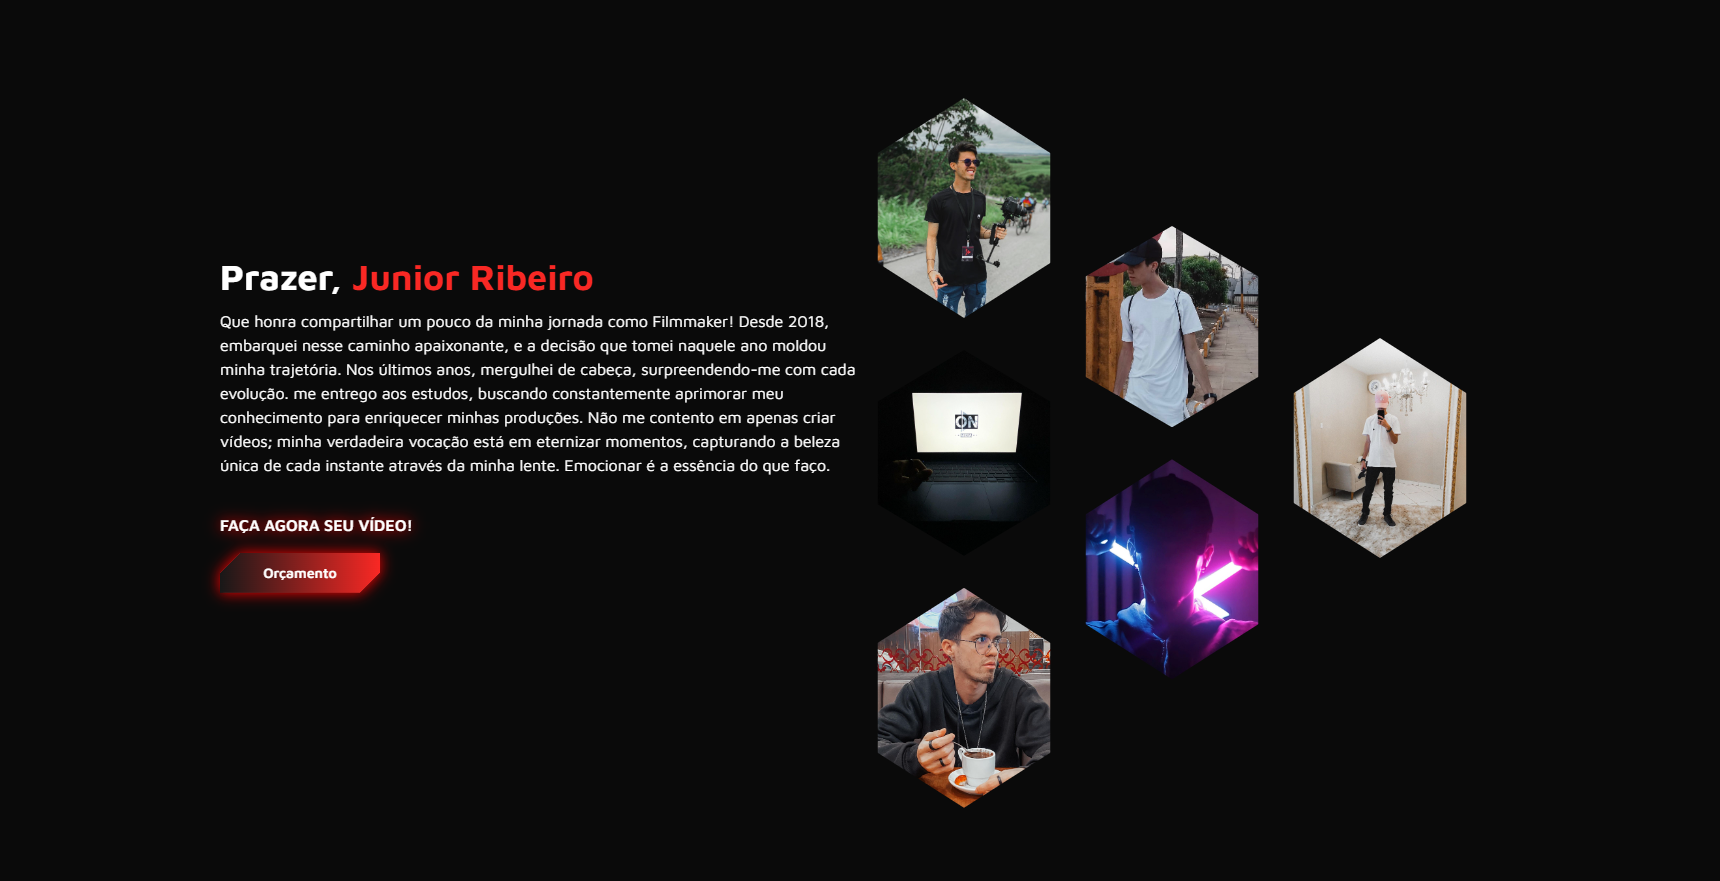 Prazer, Junior Ribeiro
Que honra compartilhar um pouco da minha jornada como Filmmaker! Desde 2018,
embarquei nesse caminho apaixonante, e a decisão que tomei naquele ano moldou
minha trajetória. Nos últimos anos, mergulhei de cabeça, surpreendendo-me com cada
evolução. me entrego aos estudos, buscando constantemente aprimorar meu
conhecimento para enriquecer minhas produções. Não me contento em apenas criar
vídeos; minha verdadeira vocação está em eternizar momentos, capturando a beleza
única de cada instante através da minha lente. Emocionar é a essência do que faço.
FAÇA AGORA SEU VÍDEO!
Orçamento
ON